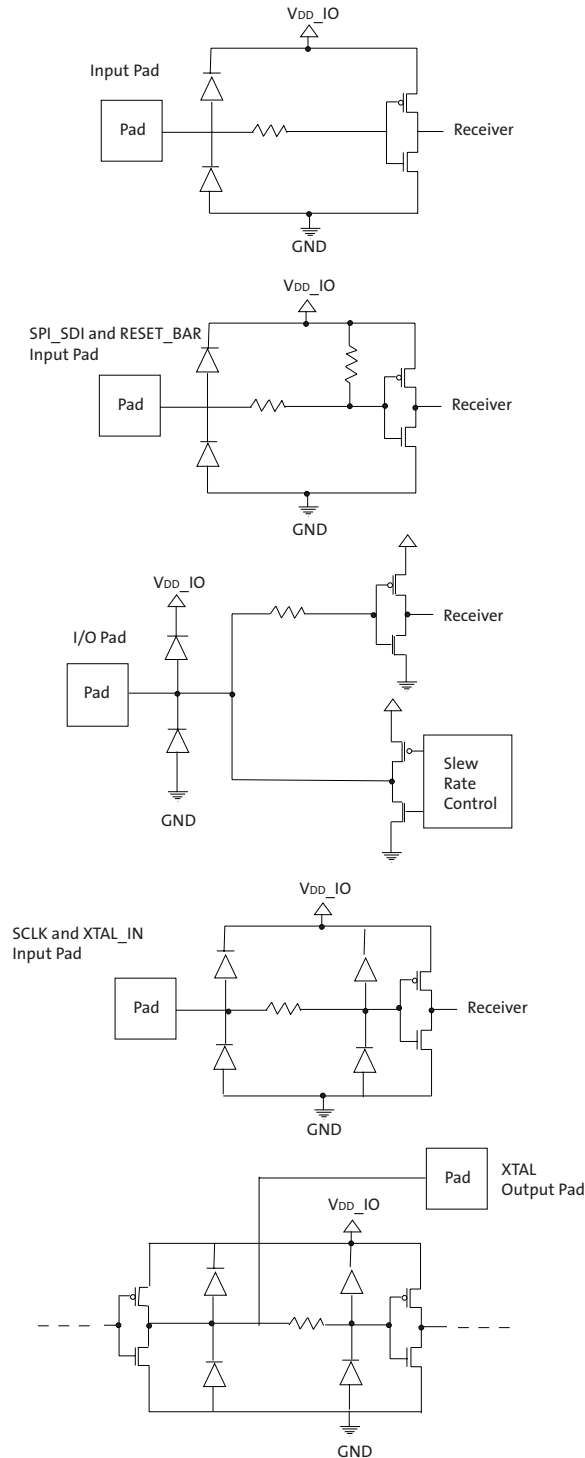 VDD_IO
Input Pad
Pad
Receiver
GND
VDD_IO
SPI_SDI and RESET_BAR
Input Pad
Pad
Receiver
GND
VDD_IO
I/O Pad
Receiver
Pad
Slew
Rate
Control
GND
VDD_IO
SCLK and XTAL_IN
Input Pad
Pad
Receiver
GND
Pad
XTAL
Output Pad
VDD_IO
GND